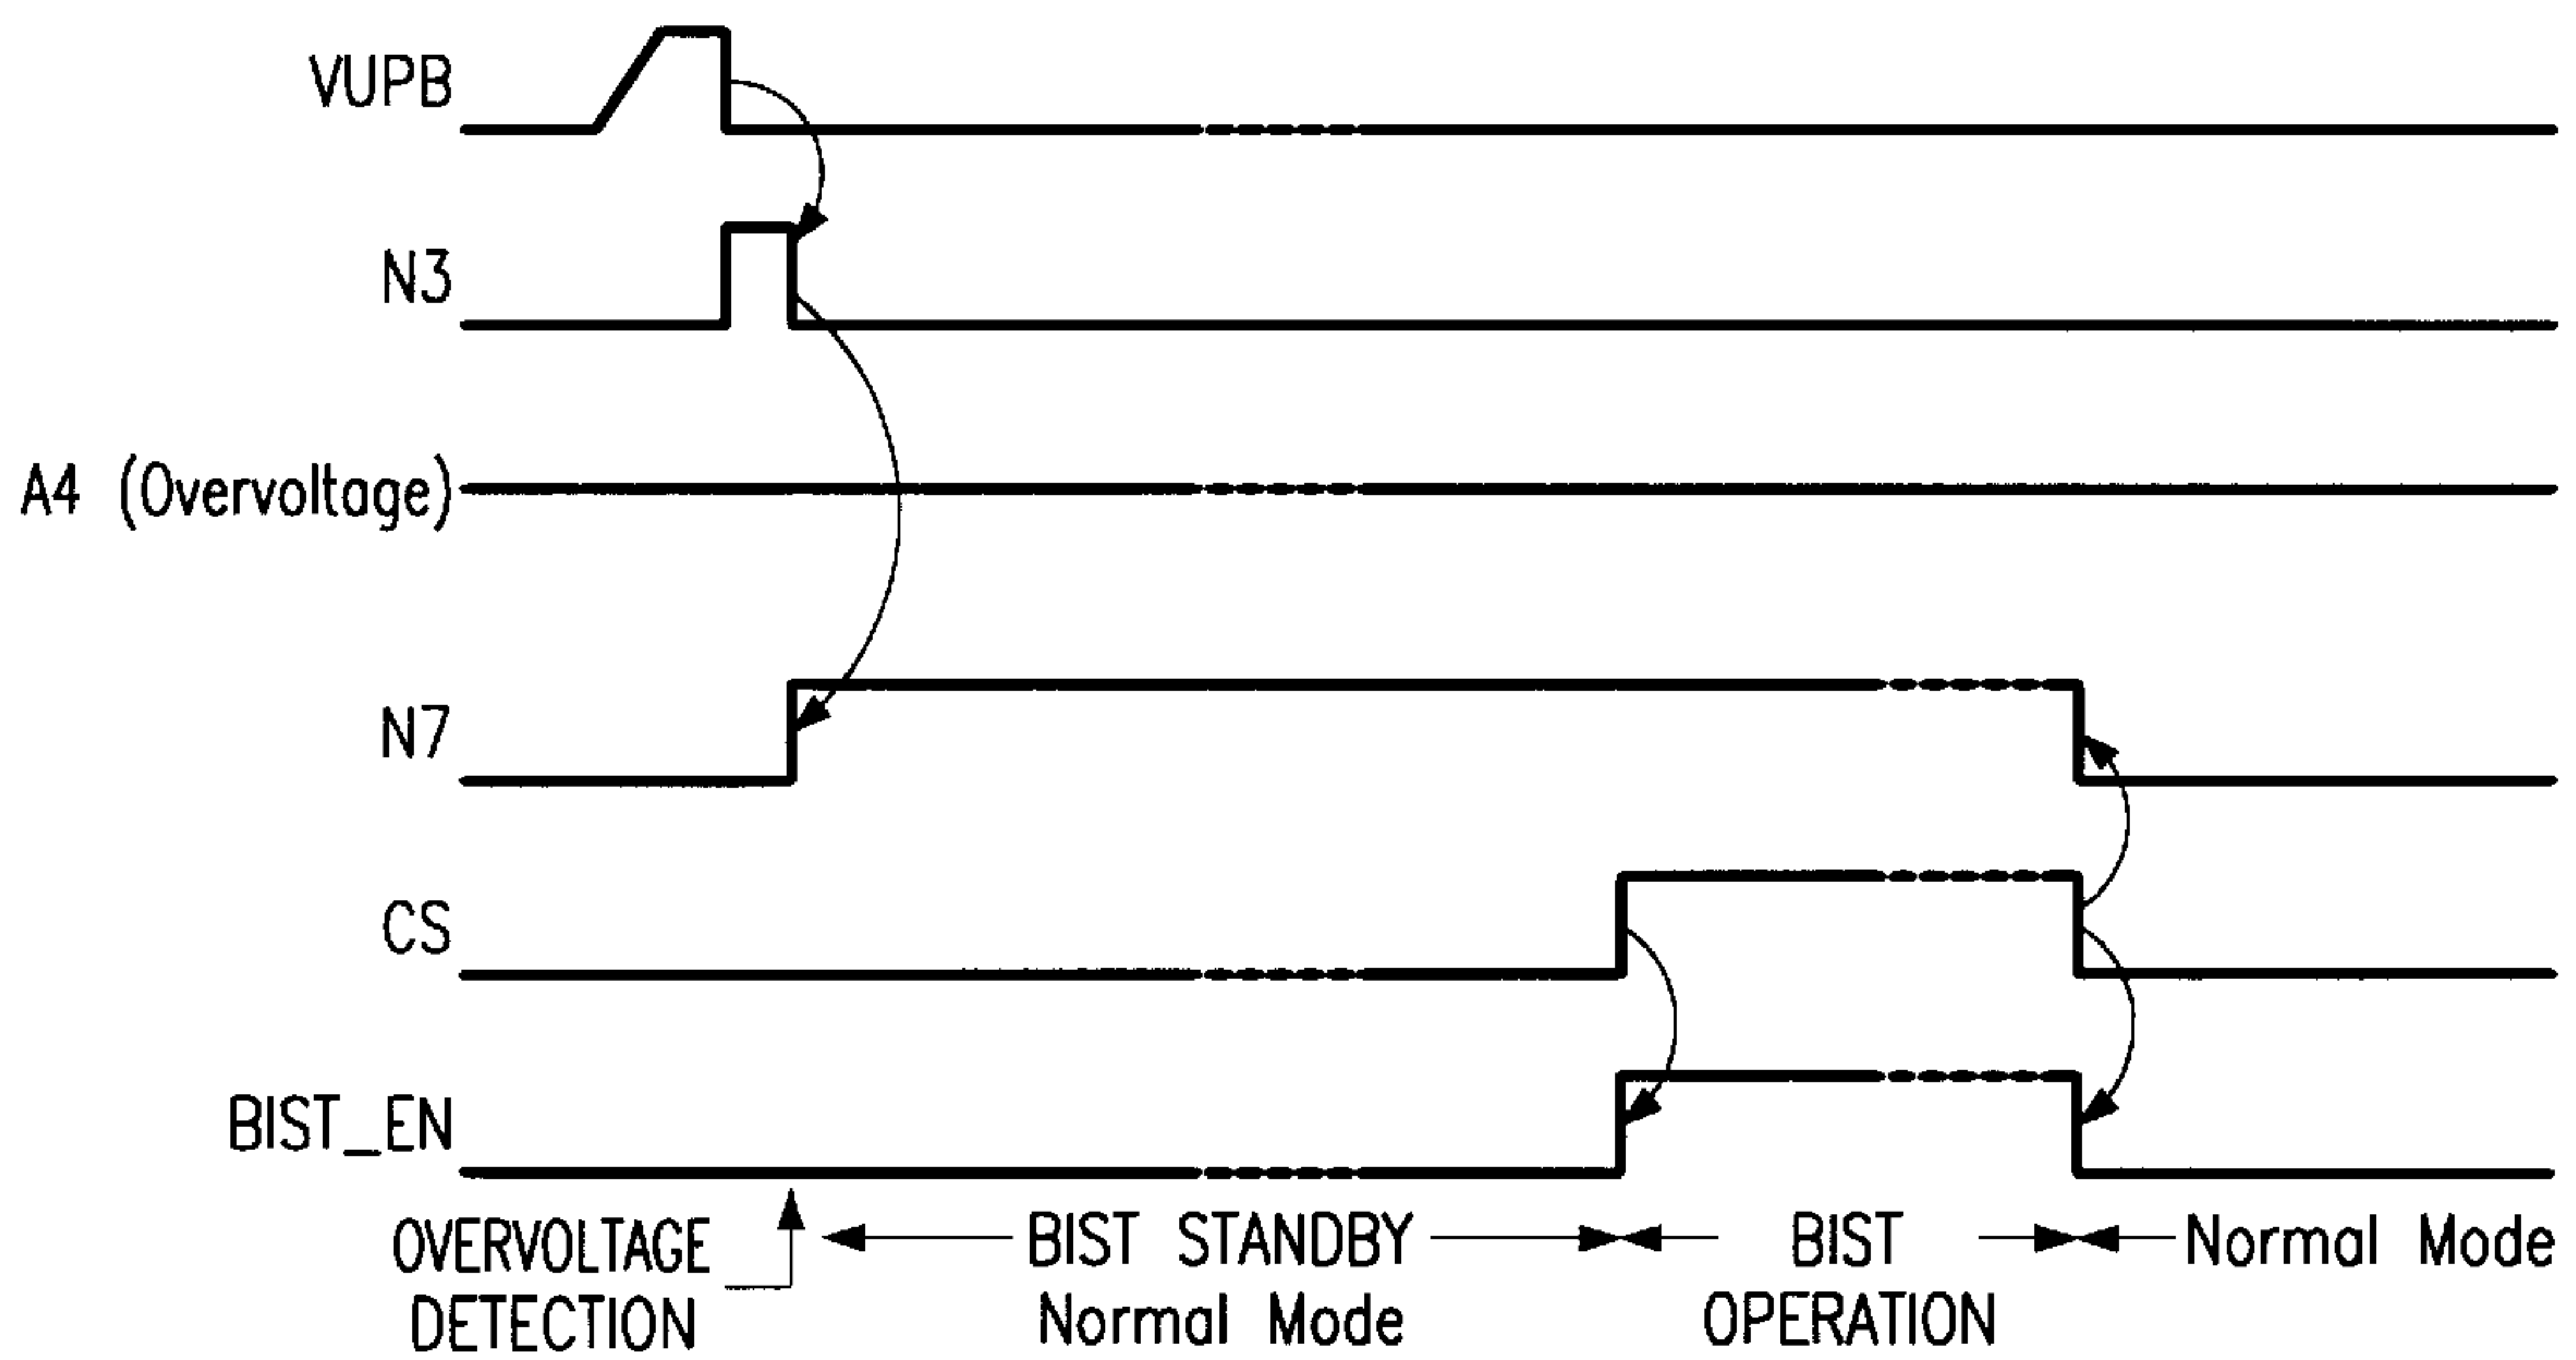 VUPB
N3
A4 (Overvoltage)
N7
CS
BIST_EN
OVERVOLTAGE
DETECTION
BIST STANDBY
Normal Mode
BIST
OPERATION
Normal Mode